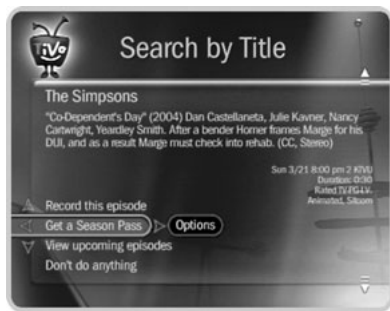 TiVo
Search by Title
The Simpsons
"Co-Dependent's Day" (2004) Dan Castellaneta, Julie Kavner, Nancy
Cartwright, Yeardley Smith. After a bender Homer frames Marge for his
DUI, and as a result Marge must check into rehab. (CC, Stereo)
Sun 3/21 8:00 pm 2 KTVU
Duration: 0:30
Rated TV-PG-LV,
Animated, Sitcom
Record this episode
Get a Season Pass Options
View upcoming episodes
Don't do anything